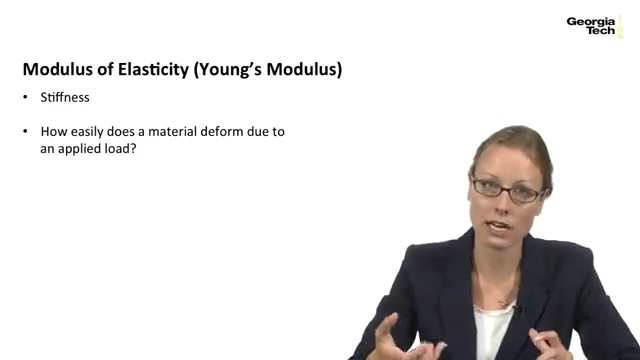 Georgia
Tech
Modulus of Elasticity (Young's Modulus)
• Stiffness
• How easily does a material deform due to
an applied load?